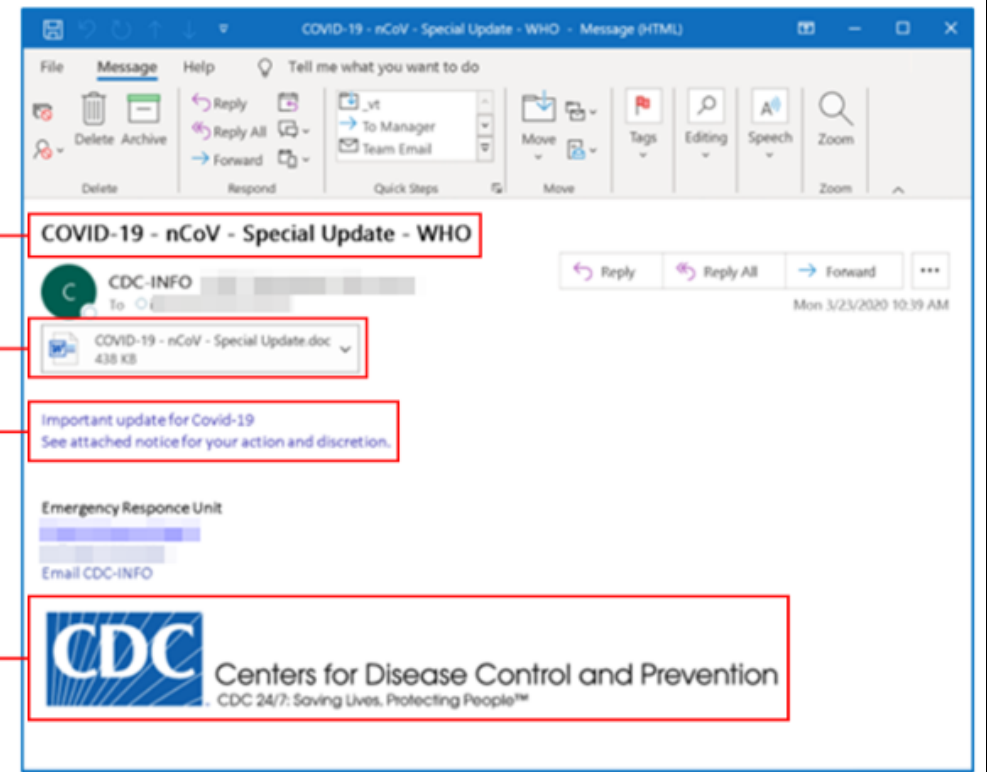 COVID-19 - nCoV - Special Update - WHO - Message (HTML)
File Message Help Tell me what you want to do
Delete Archive
Reply
Reply All
Forward
_vt
To Manager
Team Email
Move
Tags
Editing
Speech
Zoom
Delete Respond Quick Steps Move Zoom
COVID-19 - nCoV - Special Update - WHO
C
CDC-INFO
To
Reply Reply All Forward
Mon 3/23/2020 10:39 AM
COVID-19 - nCoV - Special Update.doc
438 KB
Important update for Covid-19
See attached notice for your action and discretion.
Emergency Responce Unit
Email CDC-INFO
CDC
Centers for Disease Control and Prevention
CDC 24/7: Saving Lives, Protecting People™